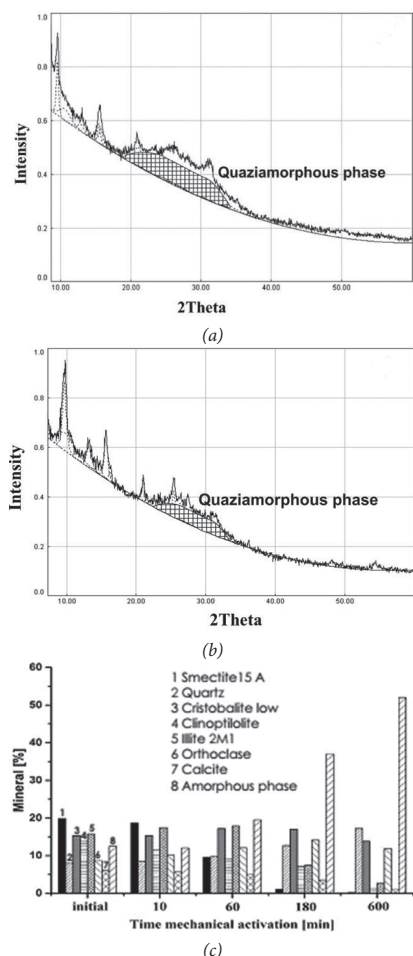 1.0
0.8
0.6
0.4
0.2
0.0
Intensity
Quaziamorphous phase
10.00 20.00 30.00 40.00 50.00
2Theta
(a)
1.0
0.8
0.6
0.4
0.2
0.00
Intensity
Quaziamorphous phase
10.00 20.00 30.00 40.00 50.00
2Theta
(b)
60
50
40
30
20
10
0
Mineral [%]
1 Smectite15 A
2 Quartz
3 Cristobalite low
4 Clinoptilolite
5 Illite 2M1
6 Orthoclase
7 Calcite
8 Amorphous phase
1 2 3 4 5 6 7 8
initial 10 60 180 600
Time mechanical activation [min]
(c)